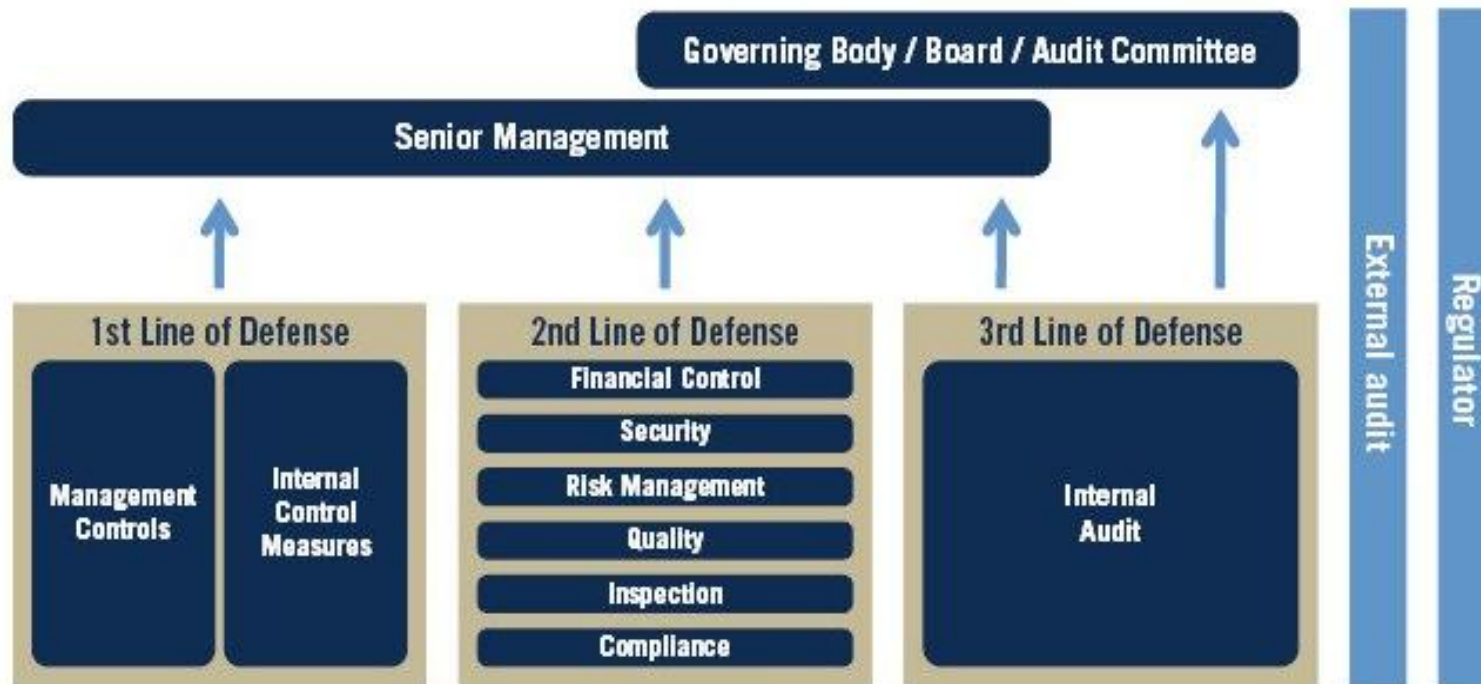 Governing Body / Board / Audit Committee
Senior Management
1st Line of Defense
Management
Controls
Internal
Control
Measures
2nd Line of Defense
Financial Control
Security
Risk Management
Quality
Inspection
Compliance
3rd Line of Defense
Internal
Audit
External audit
Regulator